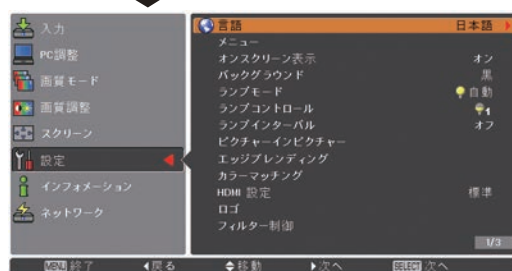 入力
PC調整
画質モード
画質調整
スクリーン
設定
インフォメーション
ネットワーク
言語 日本語
メニュー
オンスクリーン表示 オン
バックグラウンド 黒
ランプモード 自動
ランプコントロール 1
ランプインターバル オフ
ピクチャーインピクチャー
エッジブレンディング
カラーマッチング
HDMI 設定 標準
ロゴ
フィルター制御
1/3
MENU 終了 戻る 移動 次へ SELECT 次へ